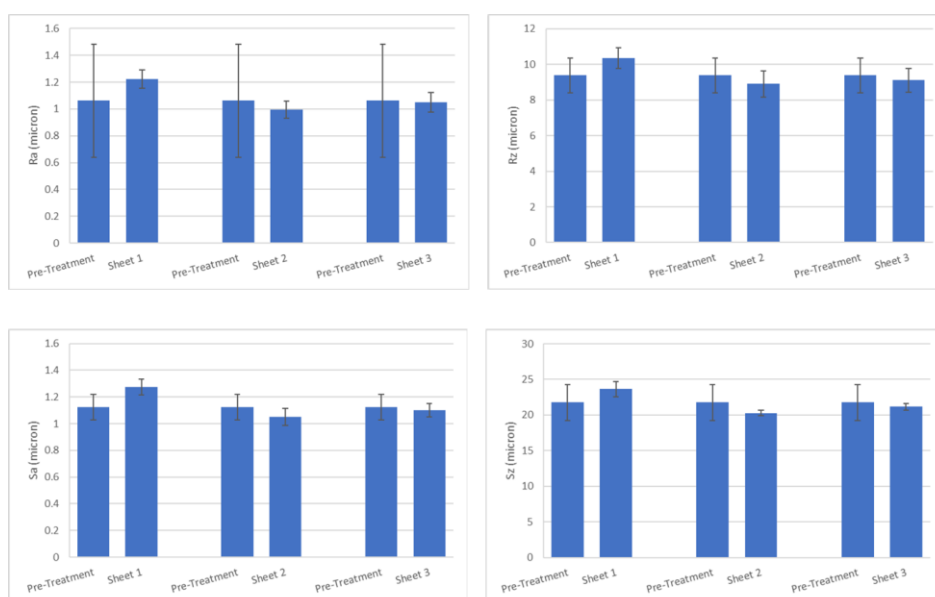 Ra (micron)
1.6
1.4
1.2
1
0.8
0.6
0.4
0.2
0
Pre-Treatment
Sheet 1
Pre-Treatment
Sheet 2
Pre-Treatment
Sheet 3
Rz (micron)
12
10
8
6
4
2
0
Pre-Treatment
Sheet 1
Pre-Treatment
Sheet 2
Pre-Treatment
Sheet 3
Sa (micron)
1.6
1.4
1.2
1
0.8
0.6
0.4
0.2
0
Pre-Treatment
Sheet 1
Pre-Treatment
Sheet 2
Pre-Treatment
Sheet 3
Sz (micron)
30
25
20
15
10
5
0
Pre-Treatment
Sheet 1
Pre-Treatment
Sheet 2
Pre-Treatment
Sheet 3